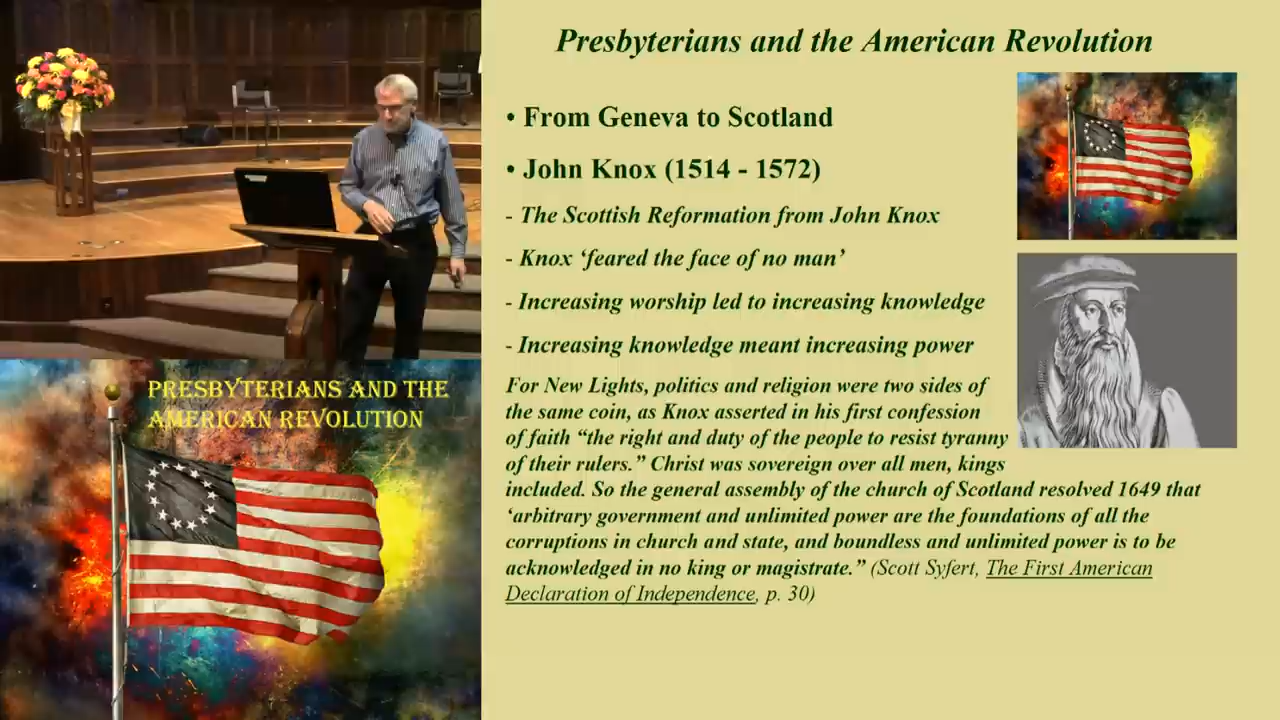 Presbyterians and the American Revolution
• From Geneva to Scotland
• John Knox (1514 - 1572)
- The Scottish Reformation from John Knox
- Knox ‘feared the face of no man’
- Increasing worship led to increasing knowledge
- Increasing knowledge meant increasing power
For New Lights, politics and religion were two sides of
the same coin, as Knox asserted in his first confession
of faith “the right and duty of the people to resist tyranny
of their rulers.” Christ was sovereign over all men, kings
included. So the general assembly of the church of Scotland resolved 1649 that
‘arbitrary government and unlimited power are the foundations of all the
corruptions in church and state, and boundless and unlimited power is to be
acknowledged in no king or magistrate.” (Scott Syfert, The First American
Declaration of Independence, p. 30)
PRESBYTERIANS AND THE
AMERICAN REVOLUTION